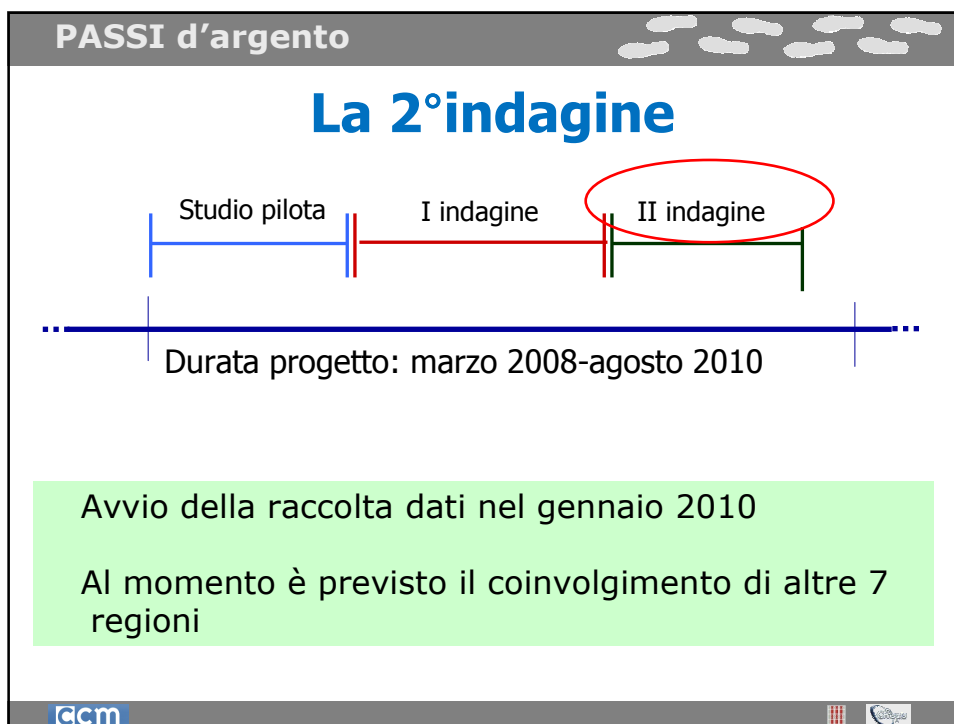 PASSI d'argento
La 2°indagine
Studio pilota
I indagine
II indagine
Durata progetto: marzo 2008-agosto 2010
Avvio della raccolta dati nel gennaio 2010
Al momento è previsto il coinvolgimento di altre 7
regioni
ccm